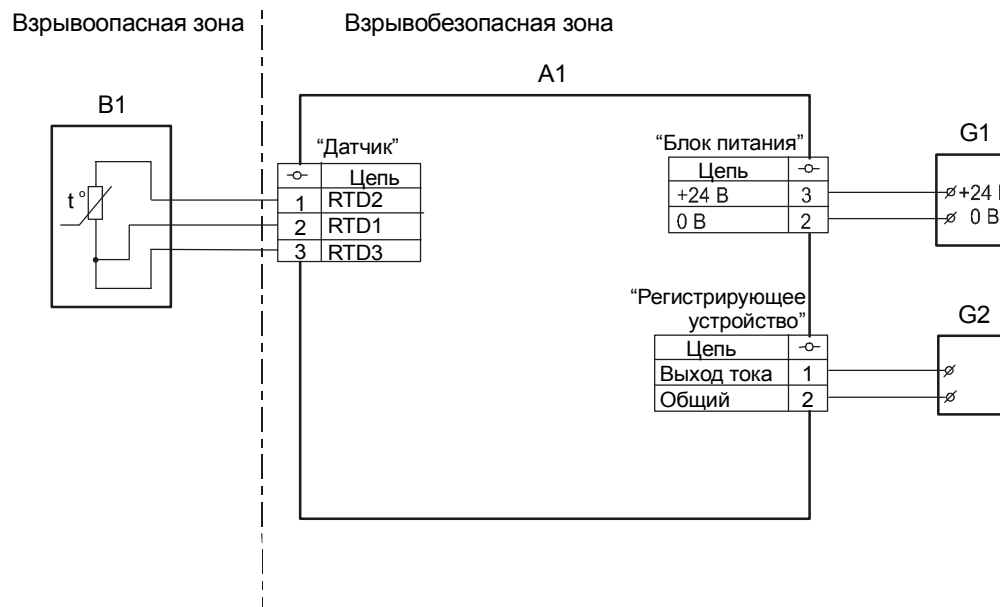 Взрывоопасная зона
Взрывобезопасная зона
A1
B1
t°
“Датчик”
Цепь
1 RTD2
2 RTD1
3 RTD3
“Блок питания”
Цепь
+24 В 3
0 В 2
G1
+24 В
0 В
“Регистрирующее
устройство”
Цепь
Выход тока 1
Общий 2
G2